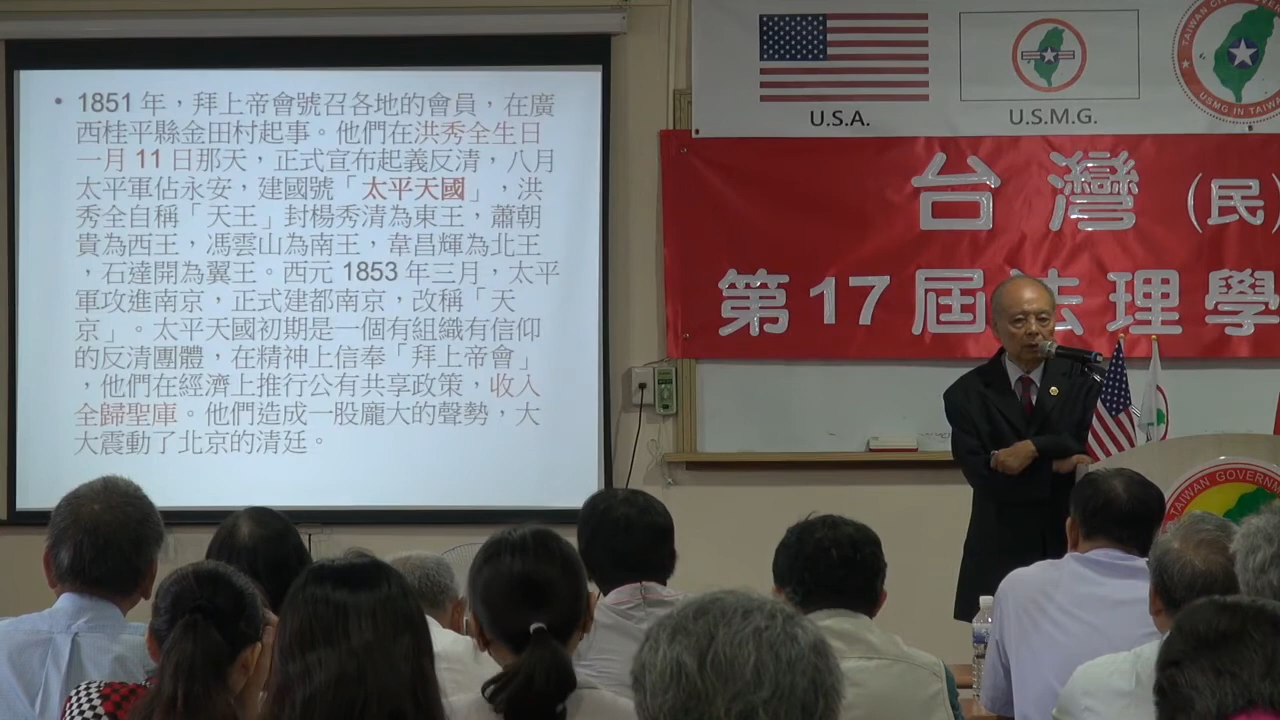 • 1851 年，拜上帝會號召各地的會員，在廣
西桂平縣金田村起事。他們在洪秀全生日
一月 11 日那天，正式宣布起義反清，八月
太平軍佔永安，建國號「太平天國」，洪
秀全自稱「天王」封楊秀清為東王，蕭朝
貴為西王，馮雲山為南王，韋昌輝為北王
，石達開為翼王。西元 1853 年三月，太平
軍攻進南京，正式建都南京，改稱「天
京」。太平天國初期是一個有組織有信仰
的反清團體，在精神上信奉「拜上帝會」
，他們在經濟上推行公有共享政策，收入
全歸聖庫。他們造成一股龐大的聲勢，大
大震動了北京的清廷。
U.S.A.
U.S.M.G.
TAIWAN CIVIL GOVER
USMG IN TAIW
台灣(民)
第17屆法理學
TAIWAN GOVERNM